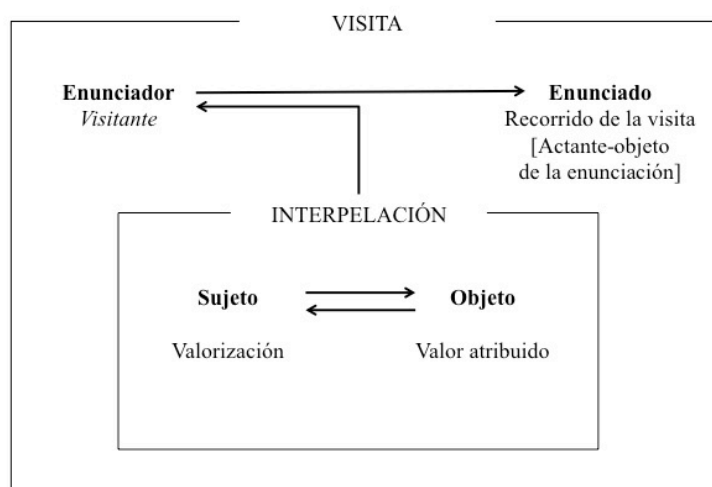 VISITA
Enunciador
Visitante
Enunciado
Recorrido de la visita
[Actante-objeto
de la enunciación]
INTERPELACIÓN
Sujeto
Objeto
Valorización
Valor atribuido